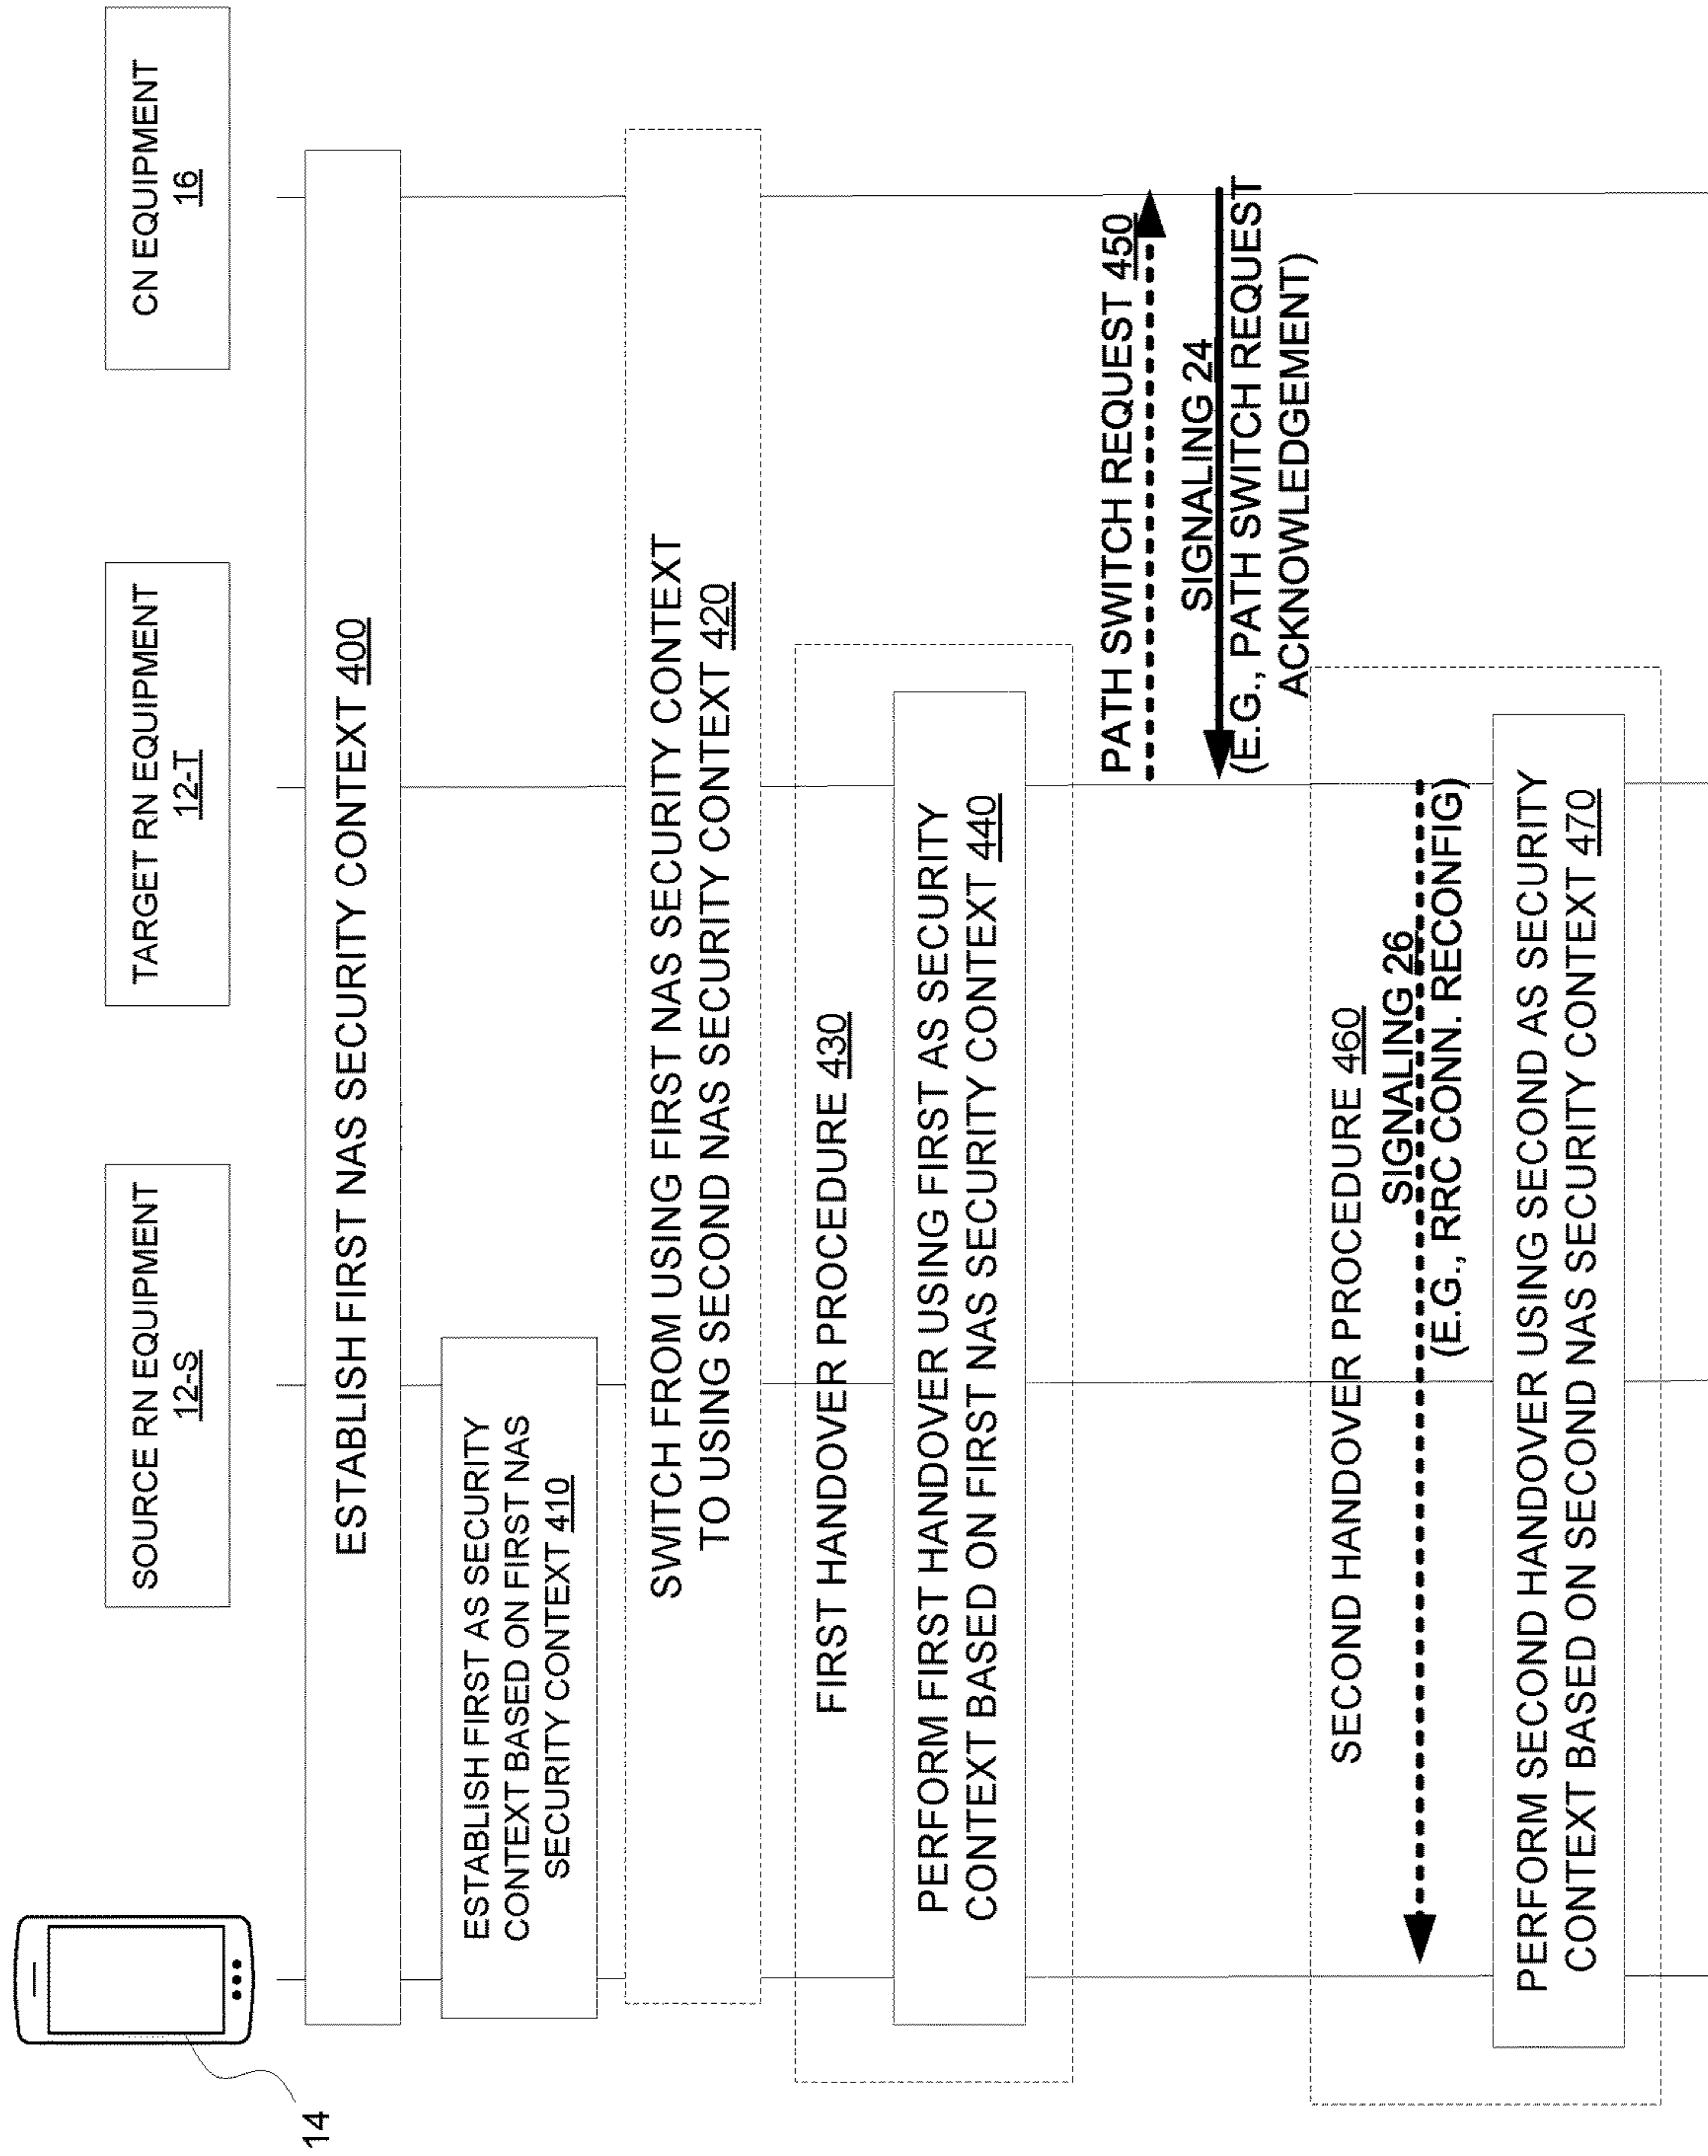 14
SOURCE RN EQUIPMENT
12-S
TARGET RN EQUIPMENT
12-T
CN EQUIPMENT
16
ESTABLISH FIRST NAS SECURITY CONTEXT 400
ESTABLISH FIRST AS SECURITY
CONTEXT BASED ON FIRST NAS
SECURITY CONTEXT 410
SWITCH FROM USING FIRST NAS SECURITY CONTEXT
TO USING SECOND NAS SECURITY CONTEXT 420
FIRST HANDOVER PROCEDURE 430
PERFORM FIRST HANDOVER USING FIRST AS SECURITY
CONTEXT BASED ON FIRST NAS SECURITY CONTEXT 440
PATH SWITCH REQUEST 450
SIGNALING 24
(E.G., PATH SWITCH REQUEST
ACKNOWLEDGEMENT)
SECOND HANDOVER PROCEDURE 460
SIGNALING 26
(E.G., RRC CONN. RECONFIG)
PERFORM SECOND HANDOVER USING SECOND AS SECURITY
CONTEXT BASED ON SECOND NAS SECURITY CONTEXT 470